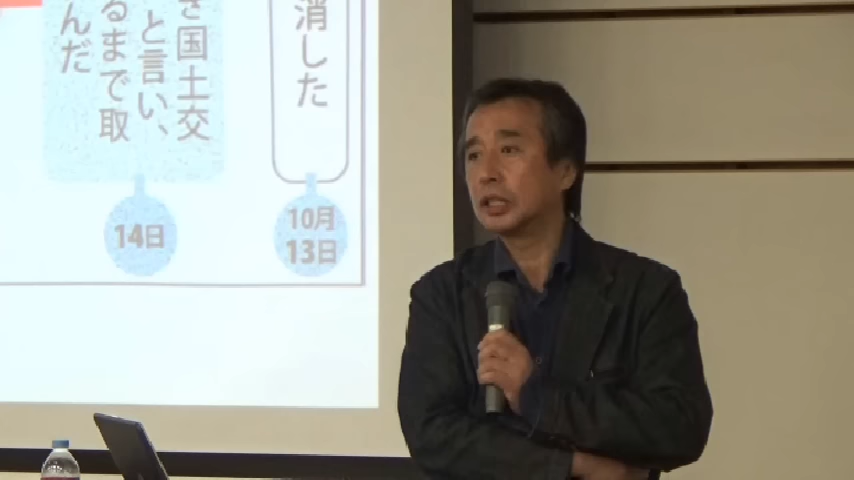 消した
10月
13日
さ国土交
と言い、
るまで取
んだ
14日